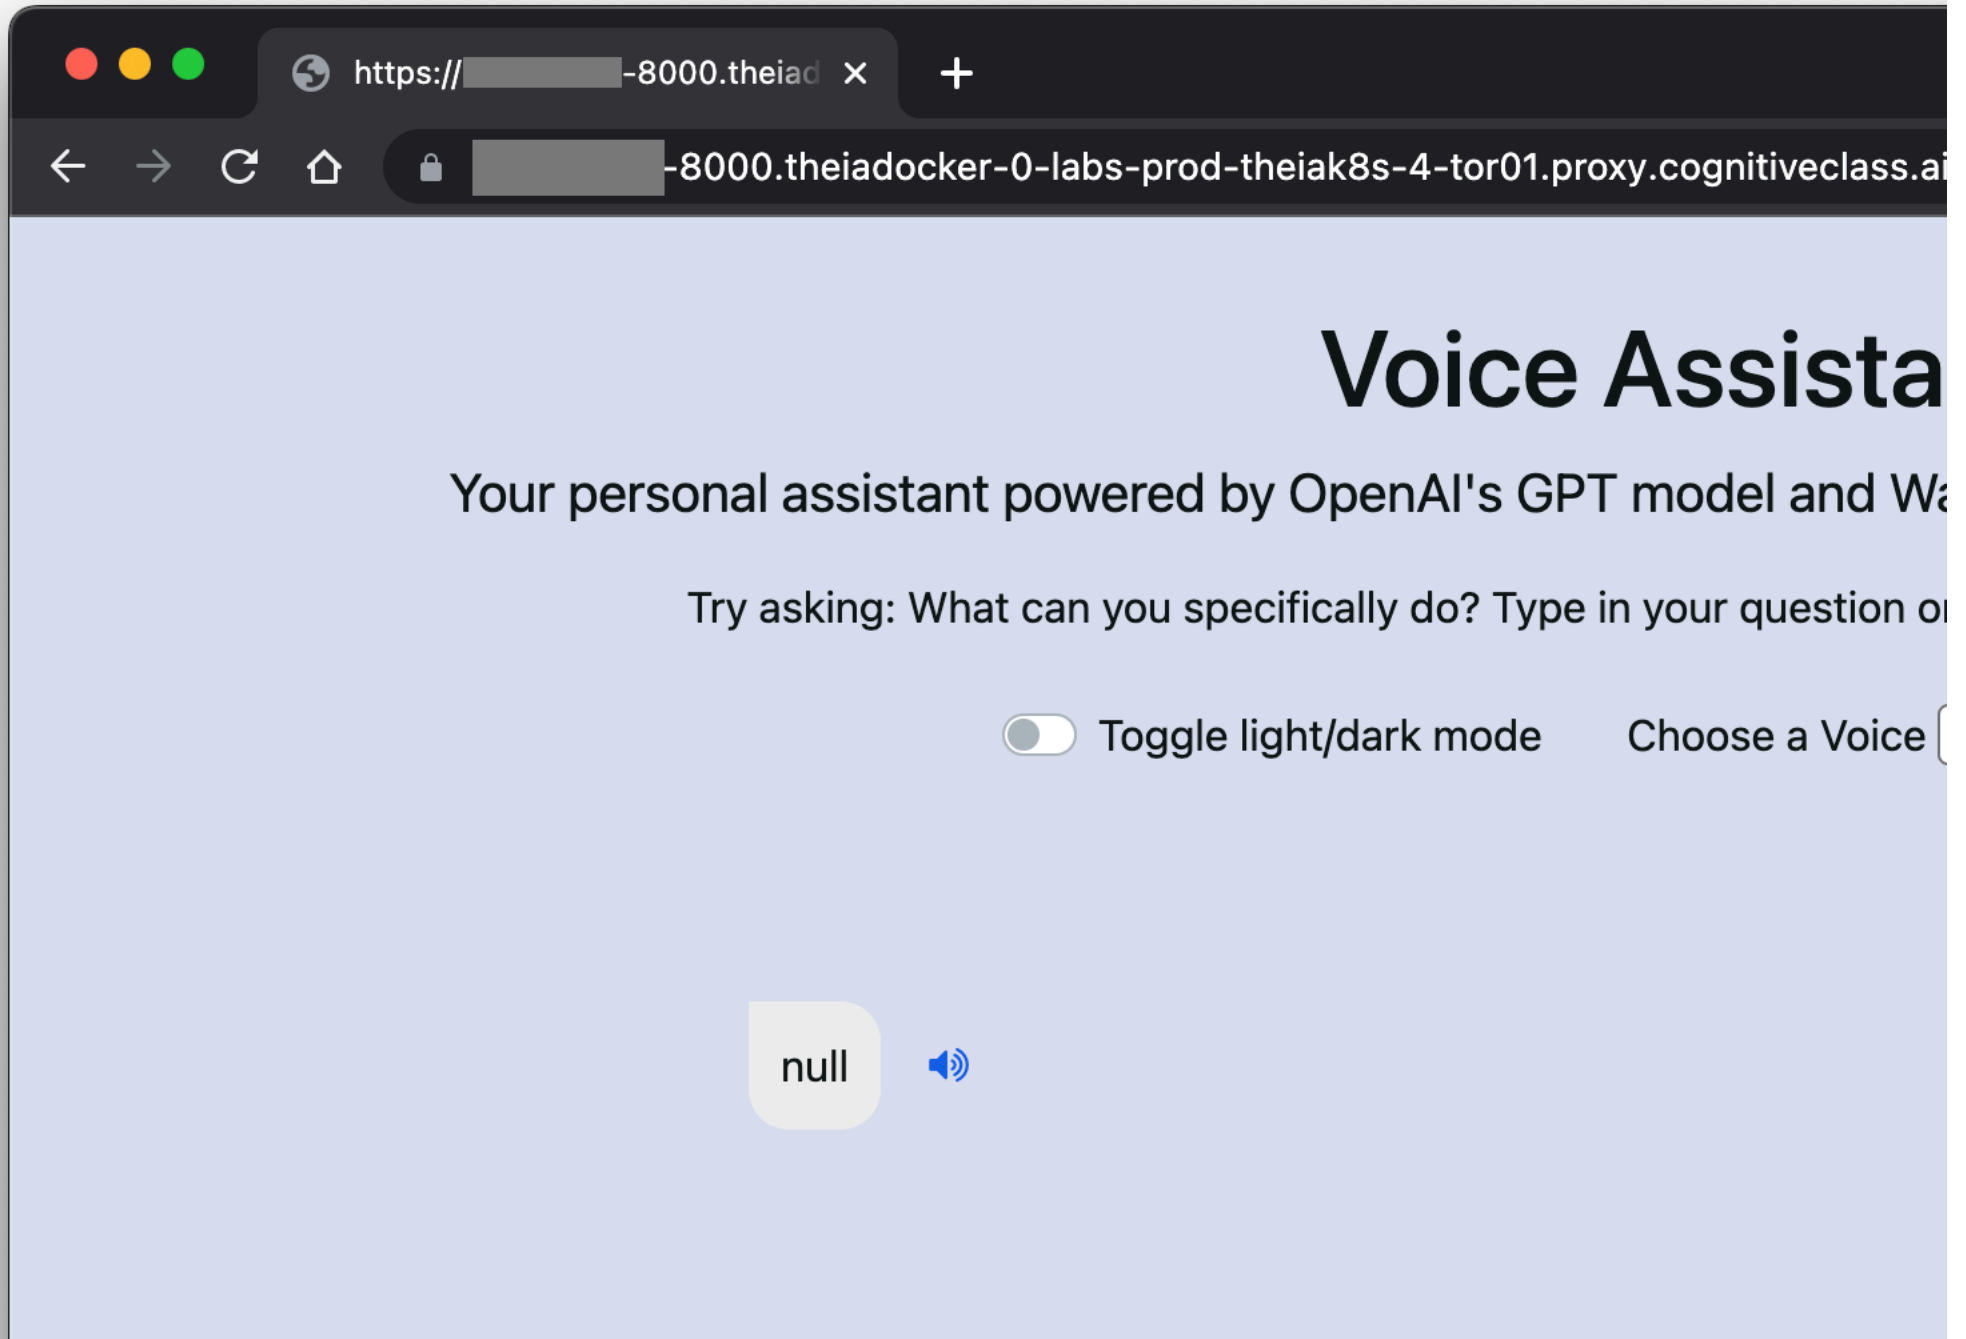 https://-8000.theiad
-8000.theiadocker-0-labs-prod-theiak8s-4-tor01.proxy.cognitiveclass.ai
Voice Assista
Your personal assistant powered by OpenAI's GPT model and Wa
Try asking: What can you specifically do? Type in your question or
Toggle light/dark mode Choose a Voice
null